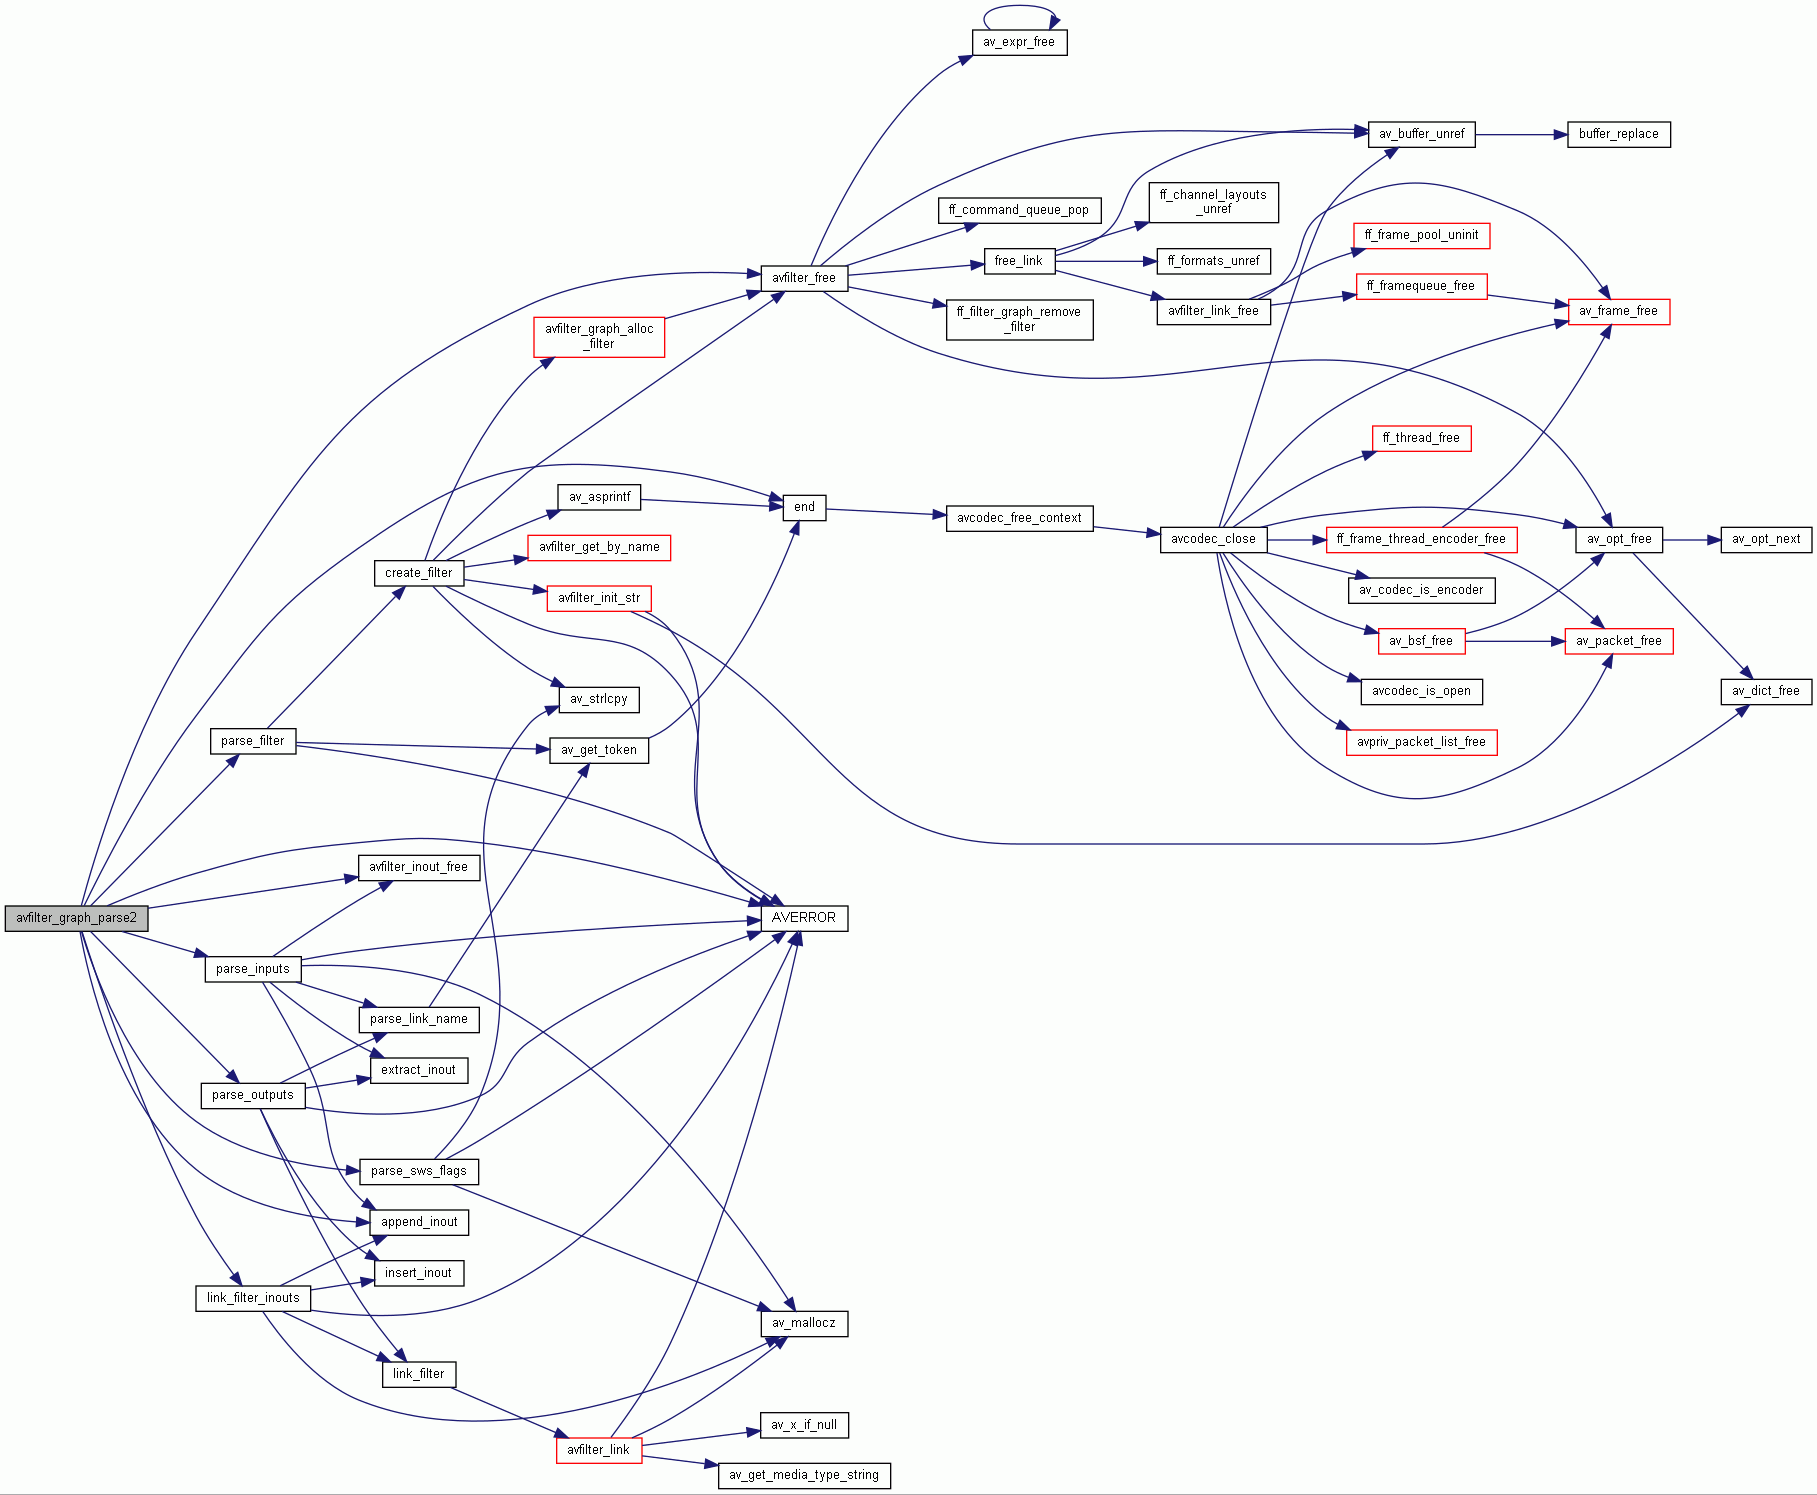 av_expr_free
av_buffer_unref
buffer_replace
ff_channel_layouts
_unref
ff_command_queue_pop
ff_frame_pool_uninit
free_link
ff_formats_unref
avfilter_free
ff_framequeue_free
ff_filter_graph_remove
_filter
avfilter_link_free
av_frame_free
avfilter_graph_alloc
_filter
ff_thread_free
av_asprintf
end
avcodec_free_context
avcodec_close
ff_frame_thread_encoder_free
av_opt_free
av_opt_next
avfilter_get_by_name
create_filter
av_codec_is_encoder
avfilter_init_str
av_bsf_free
av_packet_free
av_strlcpy
avcodec_is_open
av_dict_free
parse_filter
av_get_token
avpriv_packet_list_free
avfilter_inout_free
avfilter_graph_parse2
AVERROR
parse_inputs
parse_link_name
extract_inout
parse_outputs
parse_sws_flags
append_inout
insert_inout
link_filter_inouts
av_mallocz
link_filter
av_x_if_null
avfilter_link
av_get_media_type_string